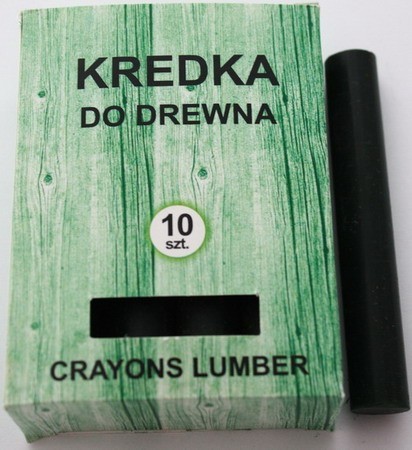 KREDKA
DO DREWNA
10
szt.
CRAYONS LUMBER